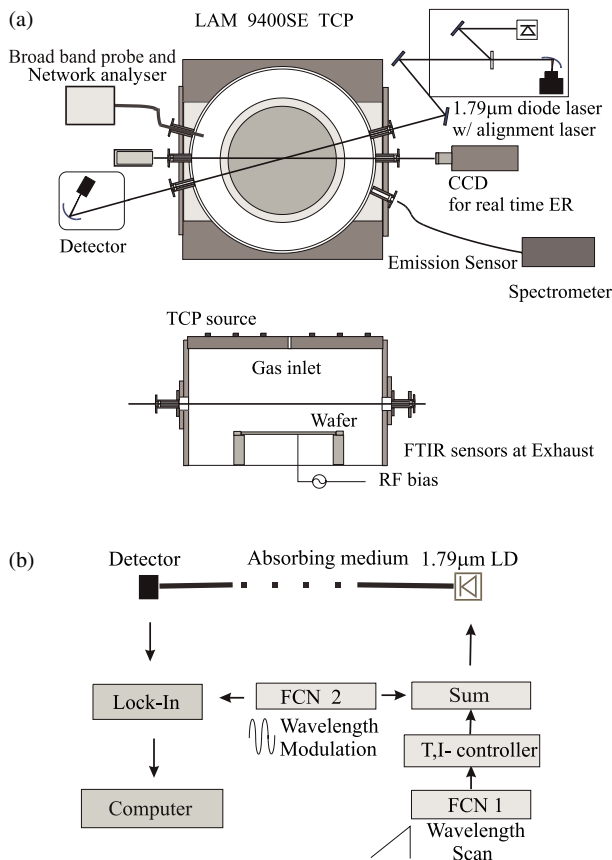 (a)
LAM 9400SE TCP
Broad band probe and
Network analyser
1.79μm diode laser
w/ alignment laser
CCD
for real time ER
Detector
Emission Sensor
Spectrometer
TCP source
Gas inlet
Wafer
FTIR sensors at Exhaust
RF bias
(b)
Detector
Absorbing medium
1.79μm LD
Lock-In
FCN 2
Sum
Wavelength
Modulation
T,I- controller
Computer
FCN 1
Wavelength
Scan